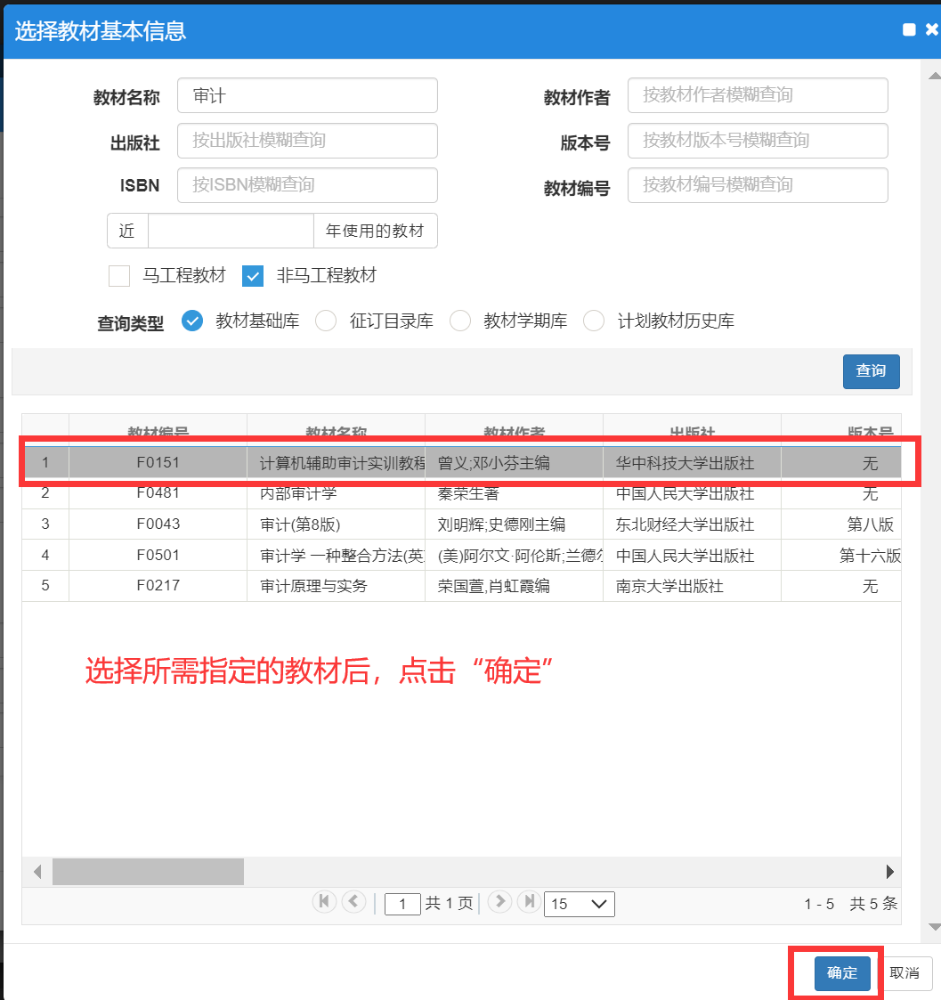 选择教材基本信息
教材名称 审计 教材作者 按教材作者模糊查询
出版社 按出版社模糊查询 版本号 按教材版本号模糊查询
ISBN 按ISBN模糊查询 教材编号 按教材编号模糊查询
近 年使用的教材
马工程教材 非马工程教材
查询类型 教材基础库 征订目录库 教材学期库 计划教材历史库
查询
教材编号 教材名称 教材作者 出版社 版本号
1 F0151 计算机辅助审计实训教程 曾义;邓小芬主编 华中科技大学出版社 无
2 F0481 内部审计学 秦荣生著 中国人民大学出版社 无
3 F0043 审计(第8版) 刘明辉;史德刚主编 东北财经大学出版社 第八版
4 F0501 审计学 一种整合方法(英 (美)阿尔文·阿伦斯;兰德 中国人民大学出版社 第十六版
5 F0217 审计原理与实务 荣国萱,肖虹霞编 南京大学出版社 无
选择所需指定的教材后，点击“确定”
1 共 1 页 15 1 - 5 共 5 条
确定 取消